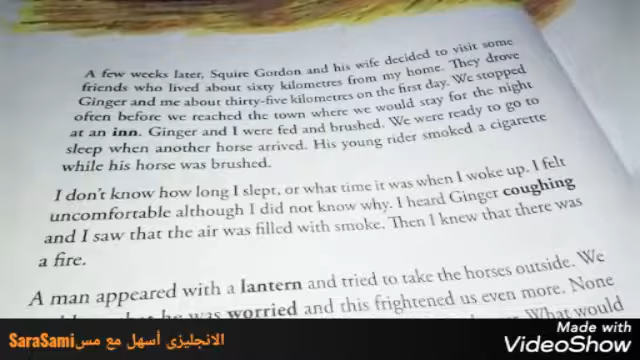 A few weeks later, Squire Gordon and his wife decided to visit some
friends who lived about sixty kilometres from my home. They drove
Ginger and me about thirty-five kilometres on the first day. We stopped
often before we reached the town where we would stay for the night
at an inn. Ginger and I were fed and brushed. We were ready to go to
sleep when another horse arrived. His young rider smoked a cigarette
while his horse was brushed.
I don't know how long I slept, or what time it was when I woke up. I felt
uncomfortable although I did not know why. I heard Ginger coughing
and I saw that the air was filled with smoke. Then I knew that there was
a fire.
A man appeared with a lantern and tried to take the horses outside. We
was worried and this frightened us even more. None
What would
الانجليزى أسهل مع مس SaraSami
Made with
VideoShow